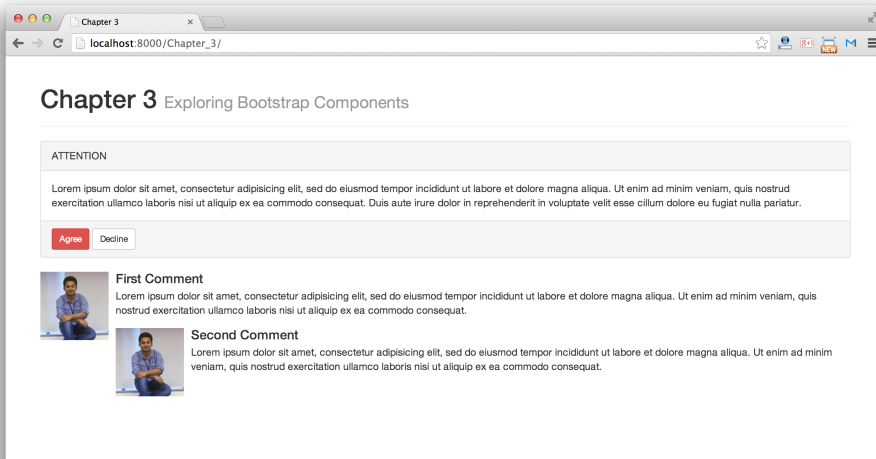 Chapter 3
localhost:8000/Chapter_3/
NEW
Chapter 3 Exploring Bootstrap Components
ATTENTION
Lorem ipsum dolor sit amet, consectetur adipisicing elit, sed do eiusmod tempor incididunt ut labore et dolore magna aliqua. Ut enim ad minim veniam, quis nostrud
exercitation ullamco laboris nisi ut aliquip ex ea commodo consequat. Duis aute irure dolor in reprehenderit in voluptate velit esse cillum dolore eu fugiat nulla pariatur.
Agree Decline
First Comment
Lorem ipsum dolor sit amet, consectetur adipisicing elit, sed do eiusmod tempor incididunt ut labore et dolore magna aliqua. Ut enim ad minim veniam, quis
nostrud exercitation ullamco laboris nisi ut aliquip ex ea commodo consequat.
Second Comment
Lorem ipsum dolor sit amet, consectetur adipisicing elit, sed do eiusmod tempor incididunt ut labore et dolore magna aliqua. Ut enim ad minim
veniam, quis nostrud exercitation ullamco laboris nisi ut aliquip ex ea commodo consequat.